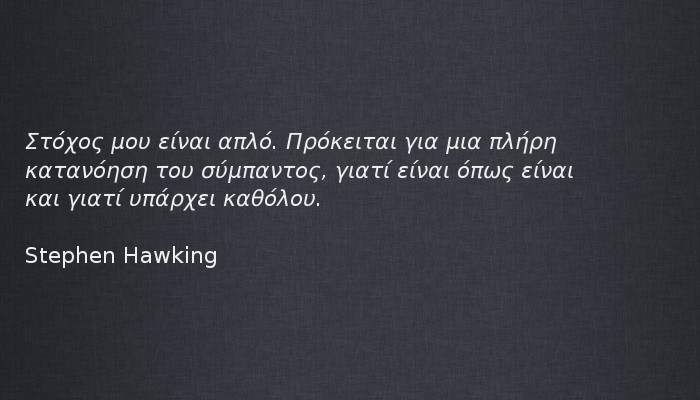 Στόχος μου είναι απλό. Πρόκειται για μια πλήρη
κατανόηση του σύμπαντος, γιατί είναι όπως είναι
και γιατί υπάρχει καθόλου.
Stephen Hawking